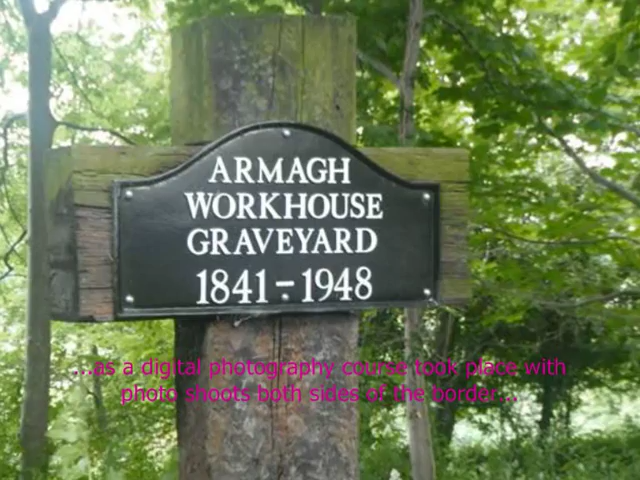 ARMAGH
WORKHOUSE
GRAVEYARD
1841-1948
...as a digital photography course took place with
photo shoots both sides of the border...